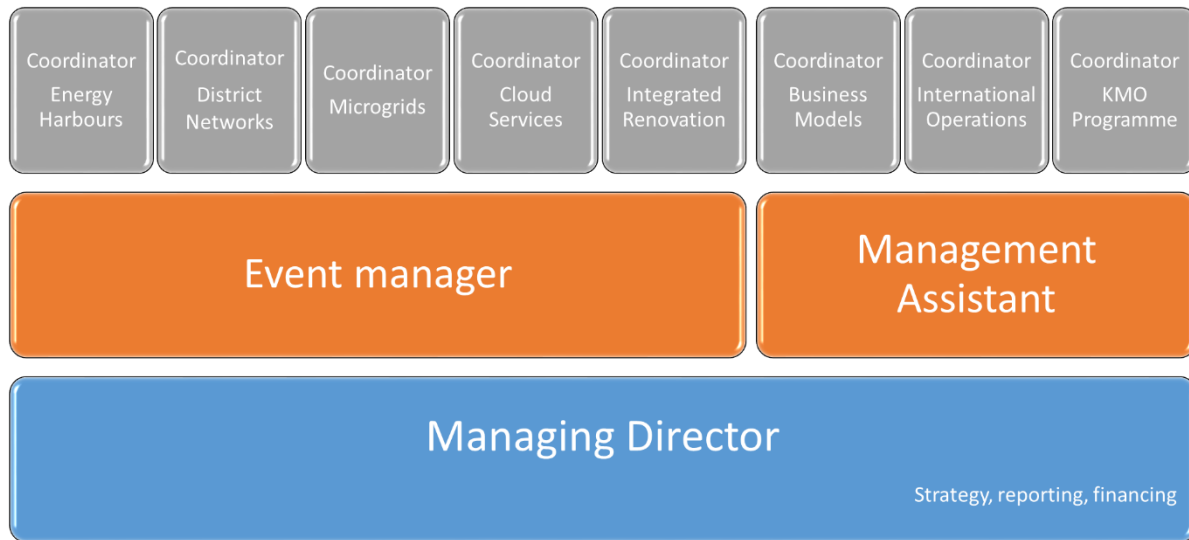 Coordinator
Energy
Harbours
Coordinator
District
Networks
Coordinator
Microgrids
Coordinator
Cloud
Services
Coordinator
Integrated
Renovation
Coordinator
Business
Models
Coordinator
International
Operations
Coordinator
KMO
Programme
Event manager
Management
Assistant
Managing Director
Strategy, reporting, financing